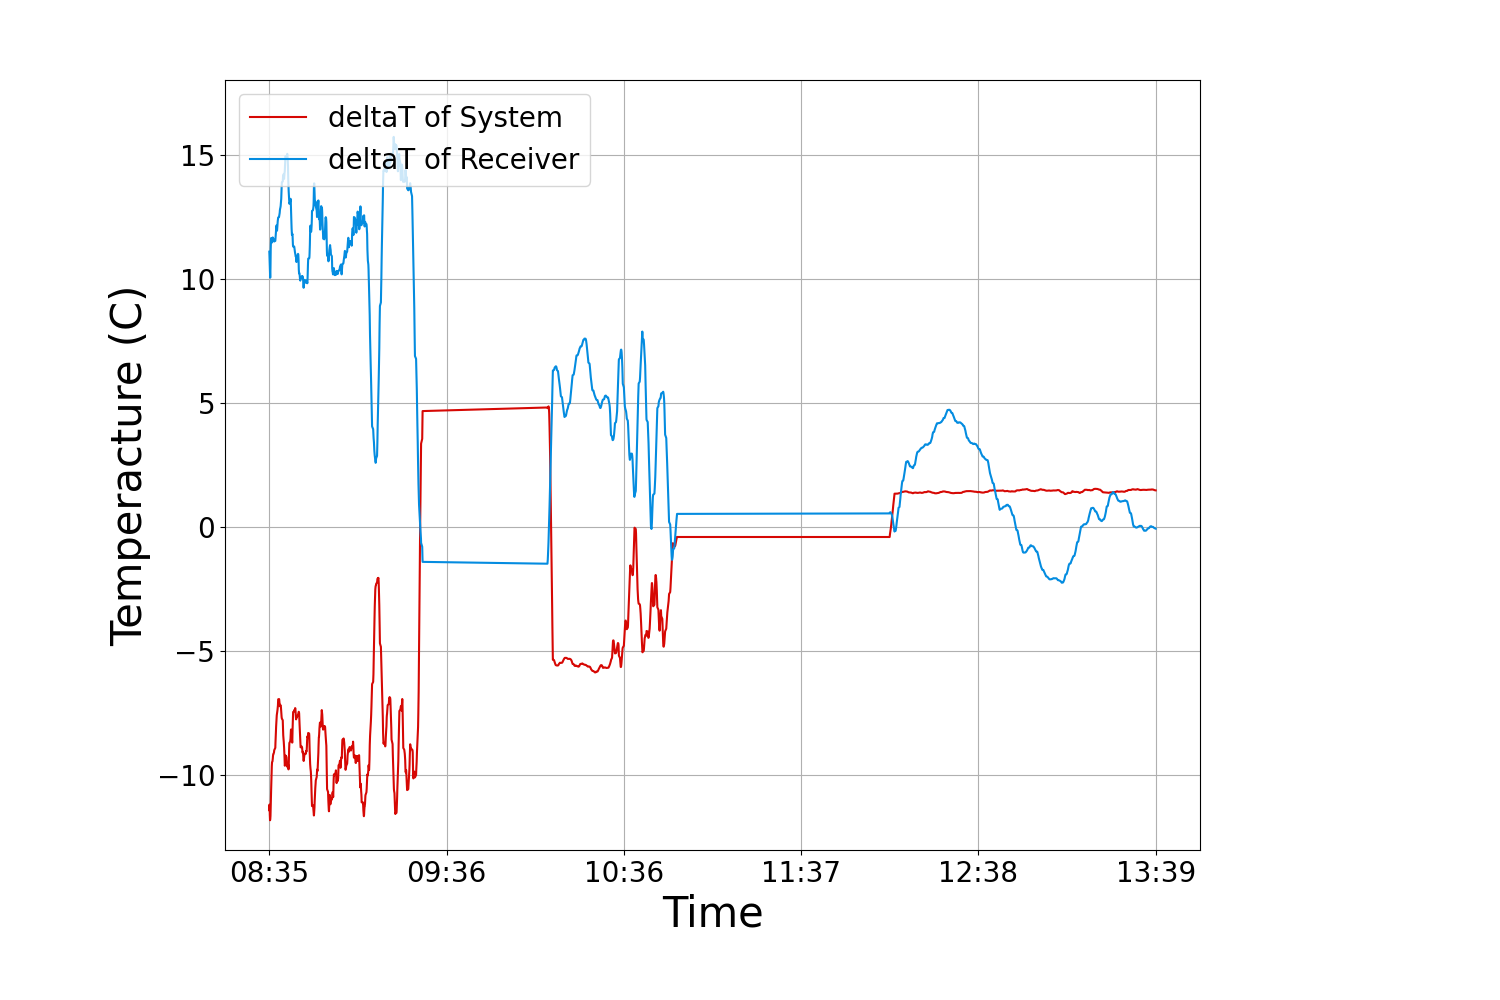 deltaT of System
deltaT of Receiver
15
10
5
0
−5
−10
Temperacture (C)
08:35 09:36 10:36 11:37 12:38 13:39
Time